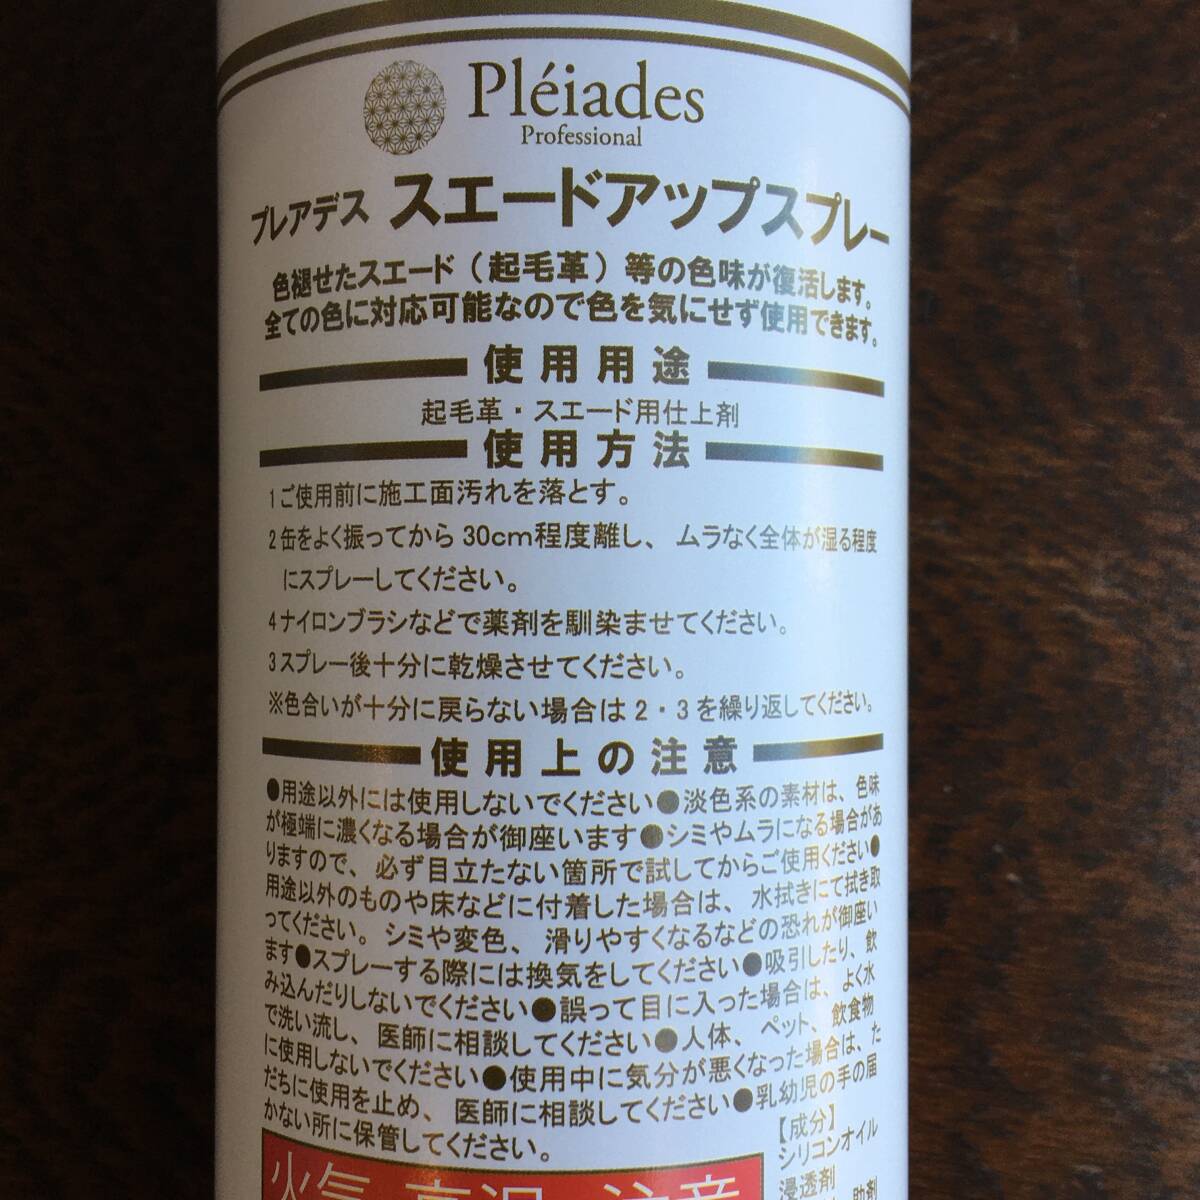 Pléiades
Professional
プレアデス スエードアップスプレー
色褪せたスエード（起毛革）等の色味が復活します。
全ての色に対応可能なので色を気にせず使用できます。
使用用途
起毛革・スエード用仕上剤
使用方法
1ご使用前に施工面汚れを落とす。
2缶をよく振ってから30cm程度離し、ムラなく全体が湿る程度
にスプレーしてください。
4ナイロンブラシなどで薬剤を馴染ませてください。
3スプレー後十分に乾燥させてください。
※色合いが十分に戻らない場合は2・3を繰り返してください。
使用上の注意
●用途以外には使用しないでください●淡色系の素材は、色味
が極端に濃くなる場合が御座います●シミやムラになる場合があ
りますので、必ず目立たない箇所で試してからご使用ください●
用途以外のものや床などに付着した場合は、水拭きにて拭き取
ってください。シミや変色、滑りやすくなるなどの恐れが御座い
ます●スプレーする際には換気をしてください●吸引したり、飲
み込んだりしないでください●誤って目に入った場合は、よく水
で洗い流し、医師に相談してください●人体、ペット、飲食物
に使用しないでください●使用中に気分が悪くなった場合は、た
だちに使用を止め、医師に相談してください●乳幼児の手の届
かない所に保管してください。
【成分】
シリコンオイル
浸透剤
助剤
火気 高温 注意